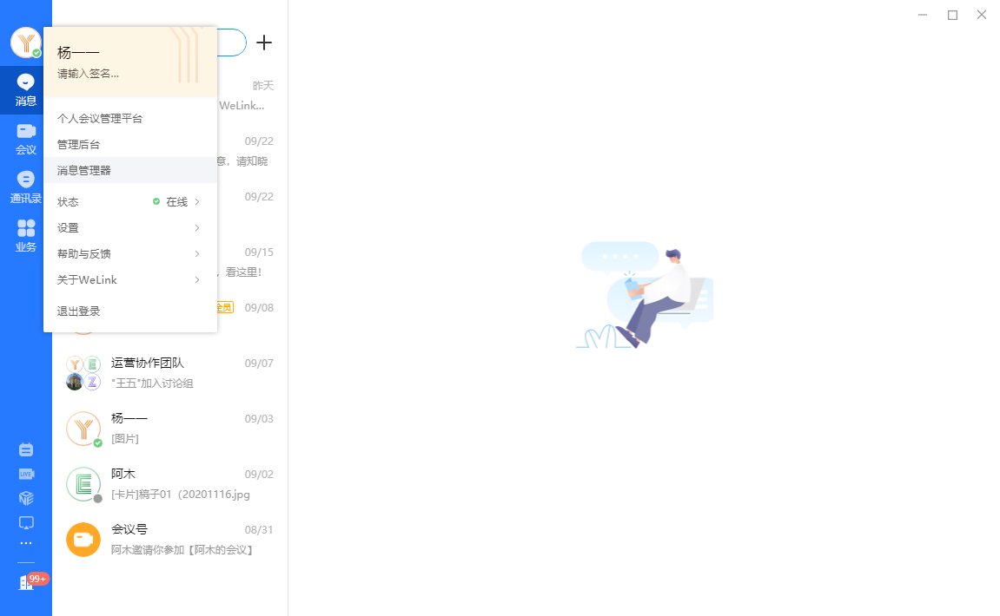 杨一一
请输入签名...
个人会议管理平台
管理后台
消息管理器
状态
在线
设置
帮助与反馈
关于WeLink
退出登录
消息
会议
通讯录
业务
LIVE
99+
昨天
WeLink...
09/22
意，请知晓
09/22
09/15
，看这里!
全员
09/08
运营协作团队
09/07
"王五"加入讨论组
杨一一
09/03
[图片]
阿木
09/02
[卡片]稿子01（20201116.jpg
会议号
08/31
阿木邀请你参加【阿木的会议】